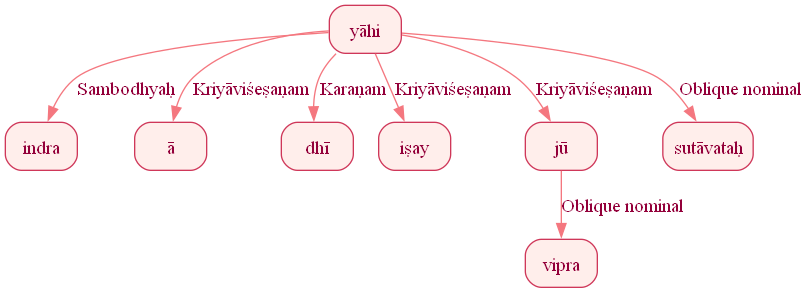 yāhi
Sambodhyaḥ Kriyāviśeṣaṇam Karaṇam Kriyāviśeṣaṇam Kriyāviśeṣaṇam Oblique nominal
indra ā dhī iṣay jū sutāvataḥ
Oblique nominal
vipra